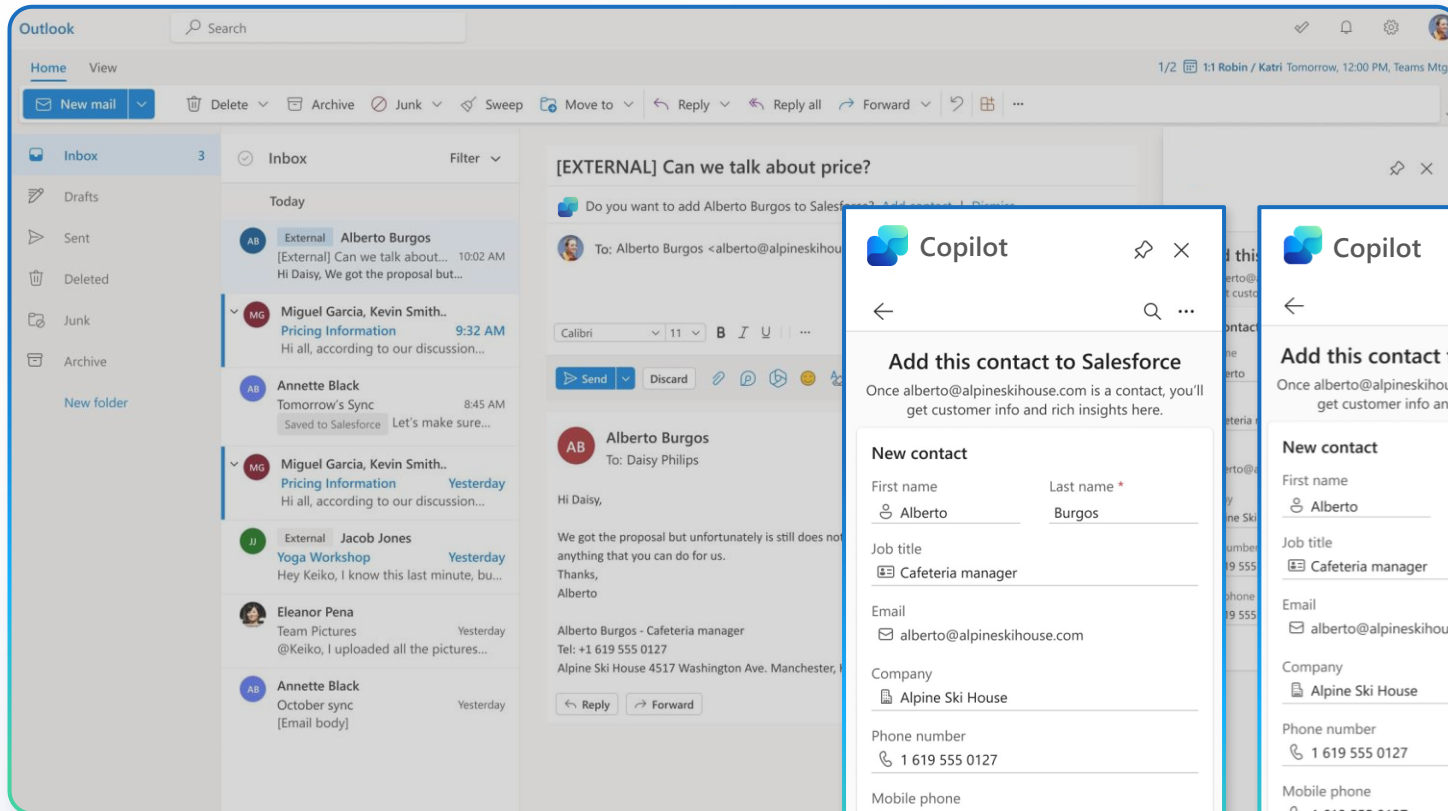 Outlook
Search
Home View
1/2 1:1 Robin / Katri Tomorrow, 12:00 PM, Teams Mtg
New mail Delete Archive Junk Sweep Move to Reply Reply all Forward ...
Inbox 3
Drafts
Sent
Deleted
Junk
Archive
New folder
Inbox Filter
Today
AB External Alberto Burgos
[External] Can we talk about... 10:02 AM
Hi Daisy, We got the proposal but...
MG Miguel Garcia, Kevin Smith..
Pricing Information 9:32 AM
Hi all, according to our discussion...
AB Annette Black
Tomorrow's Sync 8:45 AM
Saved to Salesforce Let's make sure...
MG Miguel Garcia, Kevin Smith..
Pricing Information Yesterday
Hi all, according to our discussion...
JJ External Jacob Jones
Yoga Workshop Yesterday
Hey Keiko, I know this last minute, bu...
Eleanor Pena
Team Pictures Yesterday
@Keiko, I uploaded all the pictures...
AB Annette Black
October sync Yesterday
[Email body]
[EXTERNAL] Can we talk about price?
Do you want to add Alberto Burgos to
To: Alberto Burgos <alberto@alpineskihou
Calibri 11 B I U ...
Send Discard
AB Alberto Burgos
To: Daisy Philips
Hi Daisy,
We got the proposal but unfortunately is still does not
anything that you can do for us.
Thanks,
Alberto
Alberto Burgos - Cafeteria manager
Tel: +1 619 555 0127
Alpine Ski House 4517 Washington Ave. Manchester,
Reply Forward
Copilot
Add this contact to Salesforce
Once alberto@alpineskihouse.com is a contact, you'll
get customer info and rich insights here.
New contact
First name Last name *
Alberto Burgos
Job title
Cafeteria manager
Email
alberto@alpineskihouse.com
Company
Alpine Ski House
Phone number
1 619 555 0127
Mobile phone
Copilot
Add this contact
Once alberto@alpineskihou
get customer info an
New contact
First name
Alberto
Job title
Cafeteria manager
Email
alberto@alpineskihou
Company
Alpine Ski House
Phone number
1 619 555 0127
Mobile phone